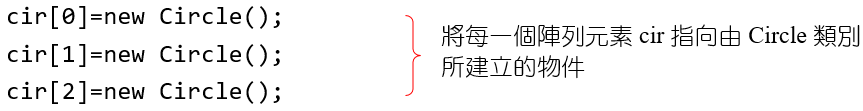 cir[0]=new Circle();
cir[1]=new Circle();
cir[2]=new Circle();
將每一個陣列元素 cir 指向由 Circle 類別
所建立的物件